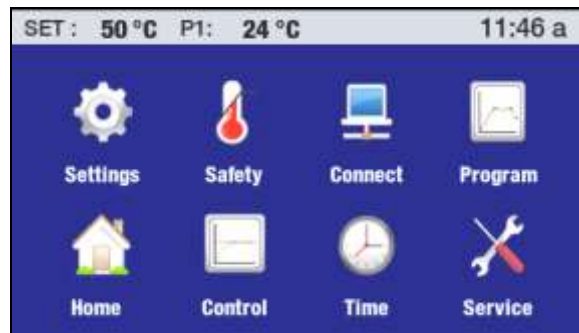 SET : 50 °C P1: 24 °C 11:46 a
Settings Safety Connect Program
Home Control Time Service